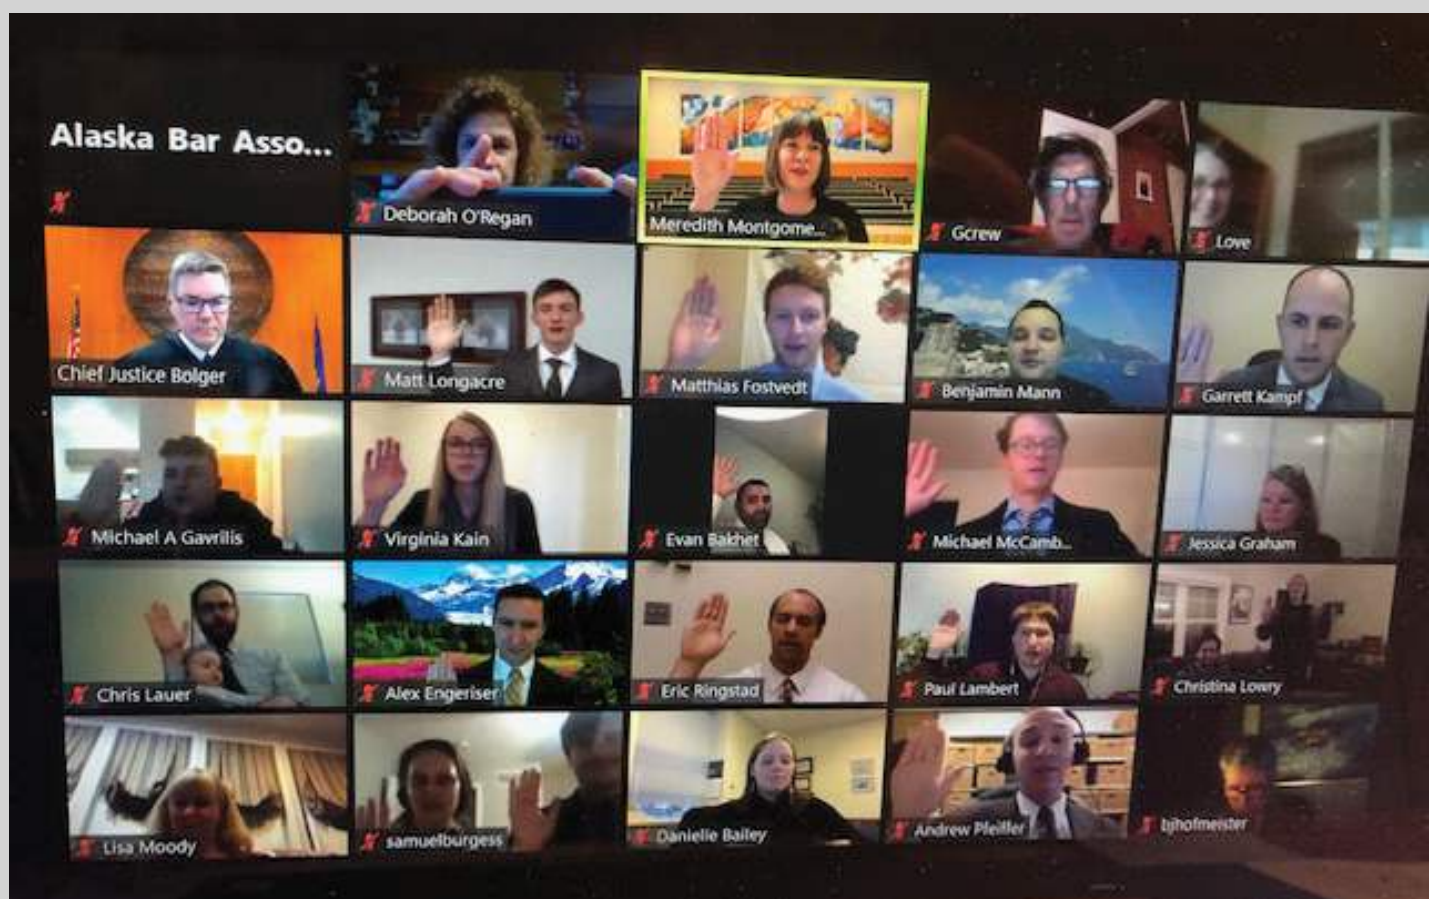 Alaska Bar Asso...
Deborah O'Regan
Meredith Montgome...
Gcrew
Love
Chief Justice Bolger
Matt Longacre
Matthias Fostvedt
Benjamin Mann
Garrett Kampf
Michael A Gavrilis
Virginia Kain
Evan Bakhet
Michael McCamb...
Jessica Graham
Chris Lauer
Alex Engeriser
Eric Ringstad
Paul Lambert
Christina Lowry
Lisa Moody
samuelburgess
Danielle Bailey
Andrew Pleiffer
bjhofmeister